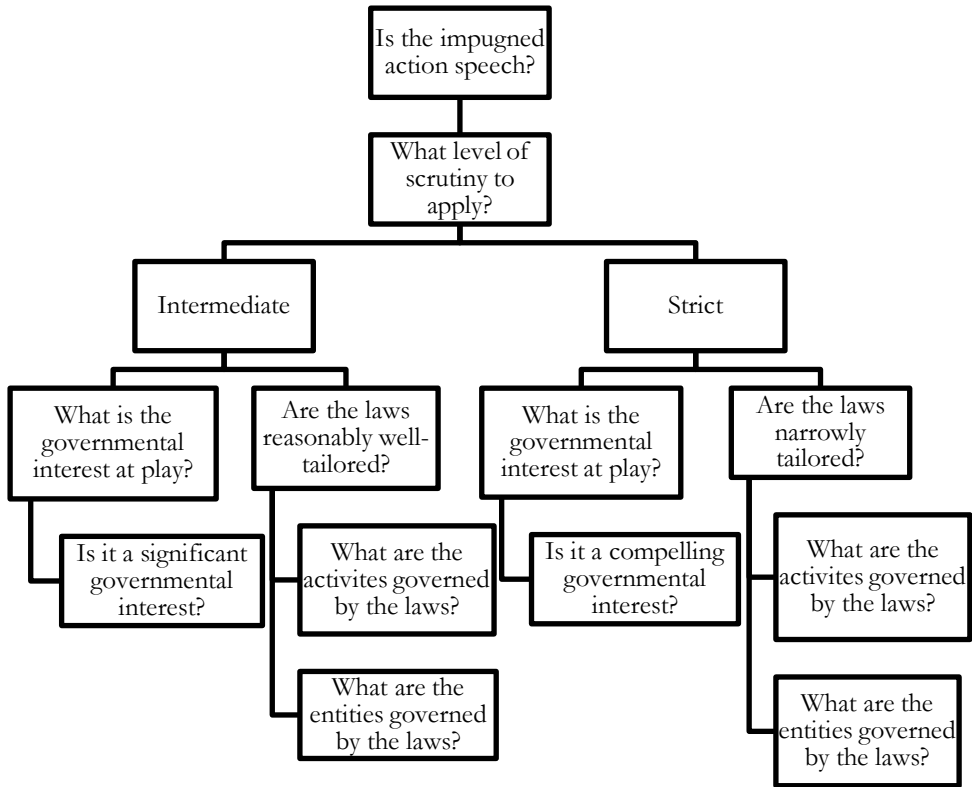 Is the impugned
action speech?
What level of
scrutiny to
apply?
Intermediate
Strict
What is the
governmental
interest at play?
Are the laws
reasonably well-
tailored?
What is the
governmental
interest at play?
Are the laws
narrowly
tailored?
Is it a significant
governmental
interest?
What are the
activites governed
by the laws?
Is it a compelling
governmental
interest?
What are the
activites governed
by the laws?
What are the
entities governed
by the laws?
What are the
entities governed
by the laws?